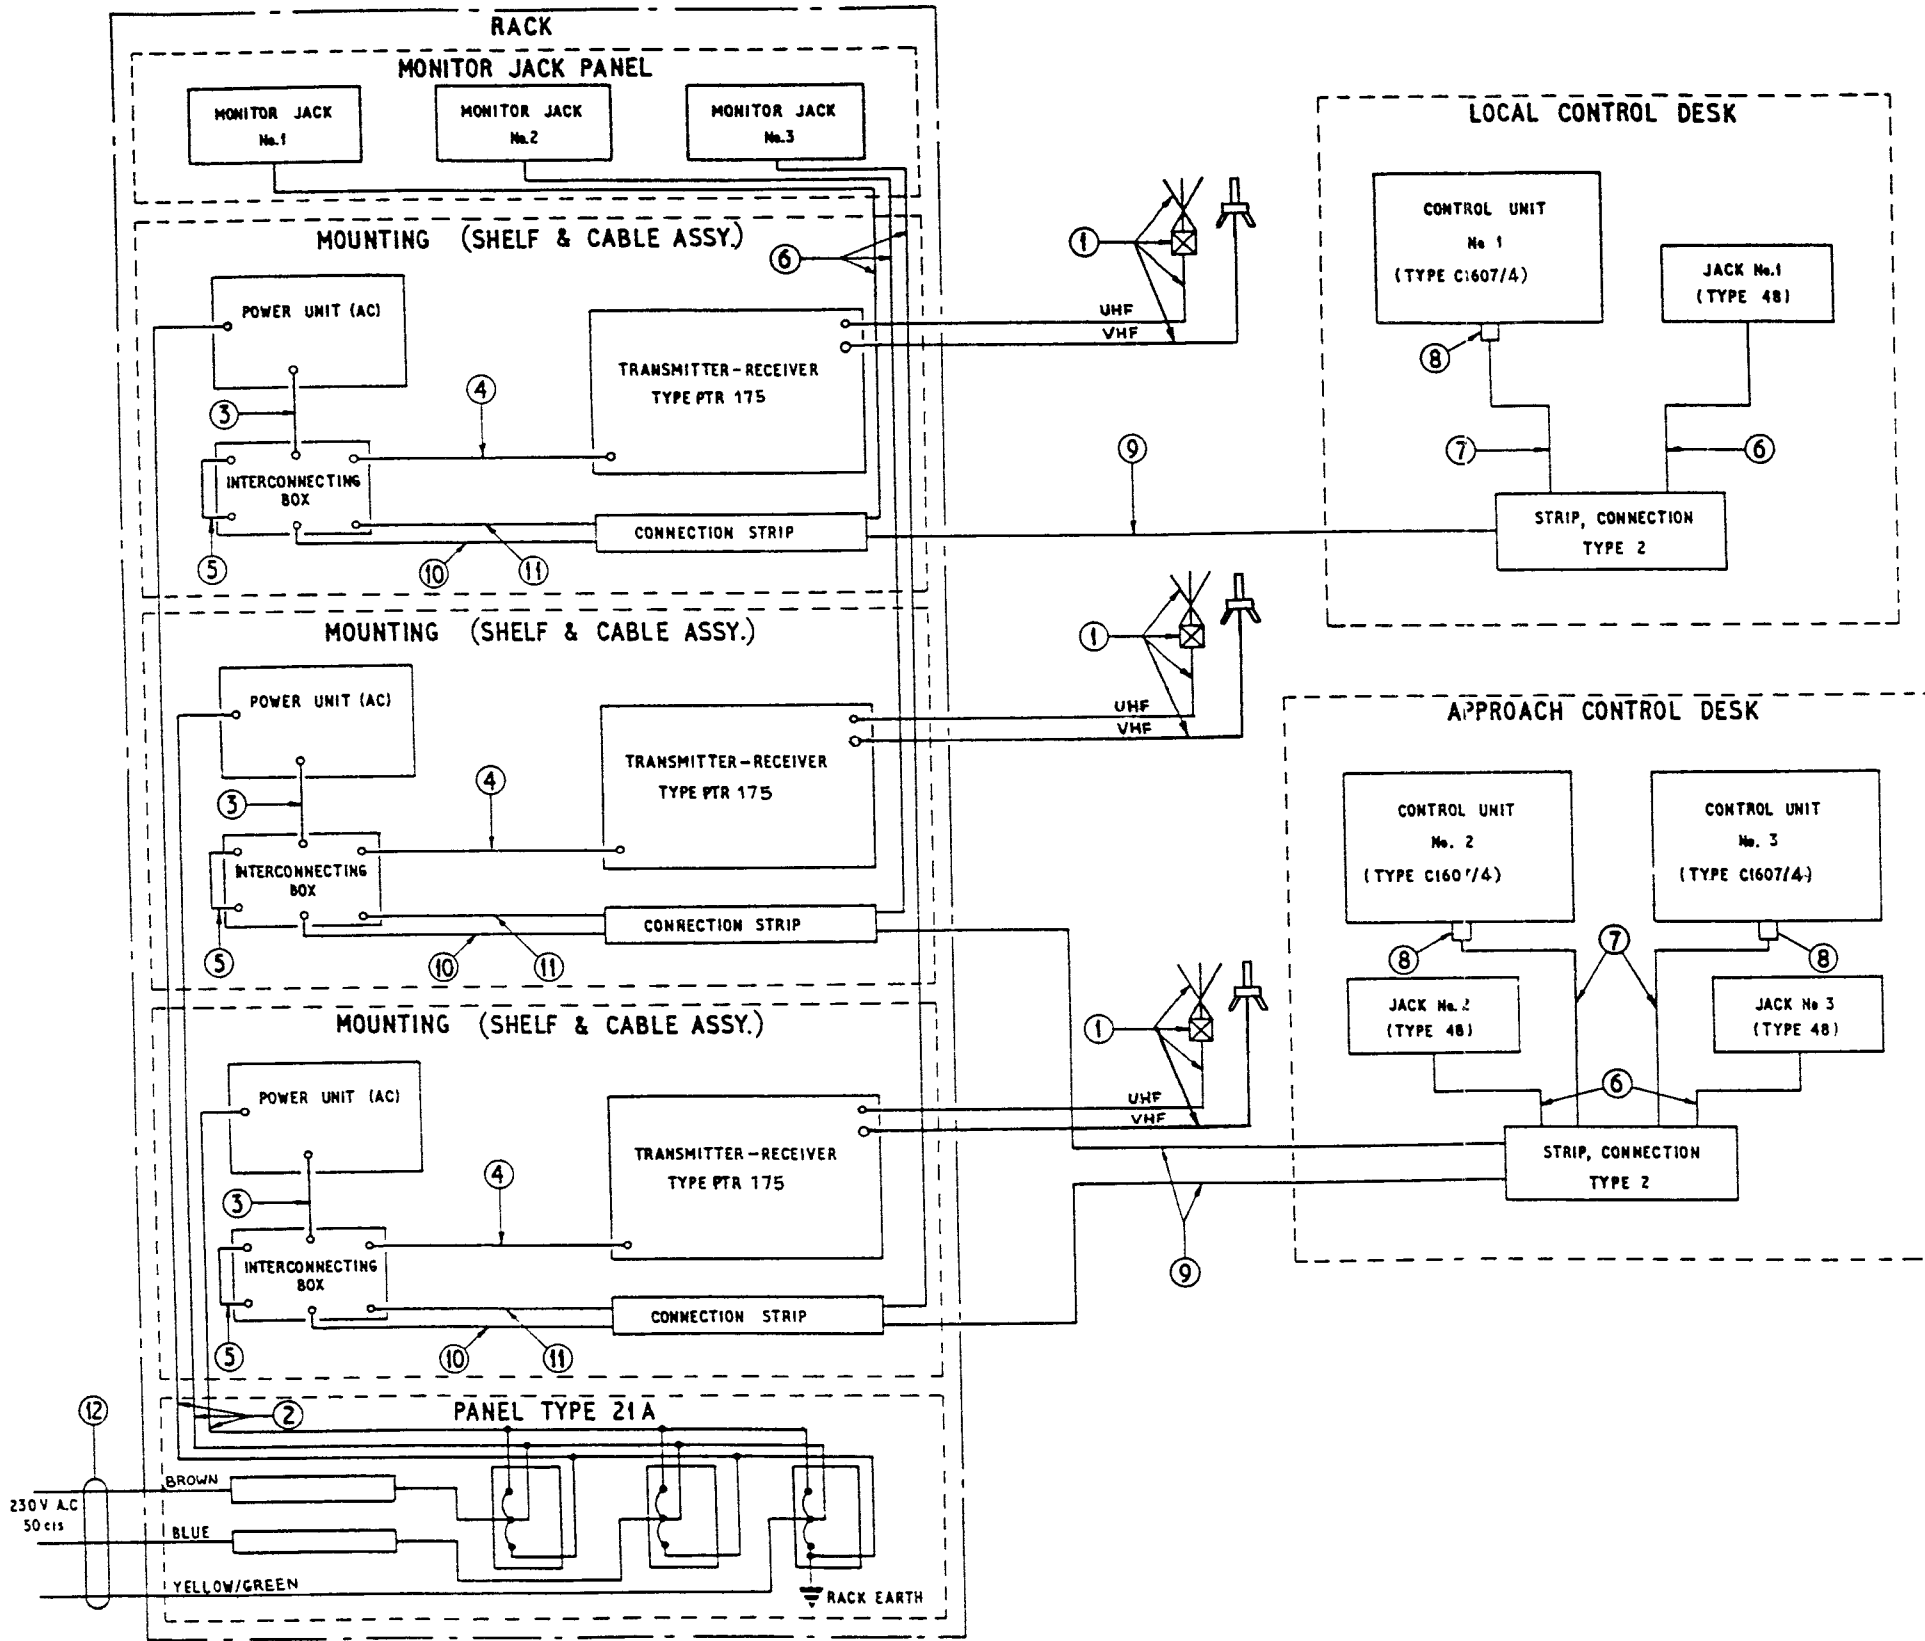 RACK
MONITOR JACK PANEL
MONITOR JACK
No.1
MONITOR JACK
No.2
MONITOR JACK
No.3
MOUNTING (SHELF & CABLE ASSY.)
6
POWER UNIT (AC)
TRANSMITTER-RECEIVER
TYPE PTR 175
3
4
INTERCONNECTING
BOX
CONNECTION STRIP
5
10
11
UHF
VHF
1
9
LOCAL CONTROL DESK
CONTROL UNIT
No 1
(TYPE C1607/4)
JACK No.1
(TYPE 48)
8
7
6
STRIP, CONNECTION
TYPE 2
MOUNTING (SHELF & CABLE ASSY.)
POWER UNIT (AC)
TRANSMITTER-RECEIVER
TYPE PTR 175
3
4
INTERCONNECTING
BOX
CONNECTION STRIP
5
10
11
UHF
VHF
1
APPROACH CONTROL DESK
CONTROL UNIT
No. 2
(TYPE C1607/4)
CONTROL UNIT
No. 3
(TYPE C1607/4)
8
7
8
JACK No.2
(TYPE 48)
JACK No 3
(TYPE 48)
6
STRIP, CONNECTION
TYPE 2
MOUNTING (SHELF & CABLE ASSY.)
POWER UNIT (AC)
TRANSMITTER-RECEIVER
TYPE PTR 175
3
4
INTERCONNECTING
BOX
CONNECTION STRIP
5
10
11
UHF
VHF
1
9
2
PANEL TYPE 21A
12
230V A.C
50 c/s
BROWN
BLUE
YELLOW/GREEN
RACK EARTH